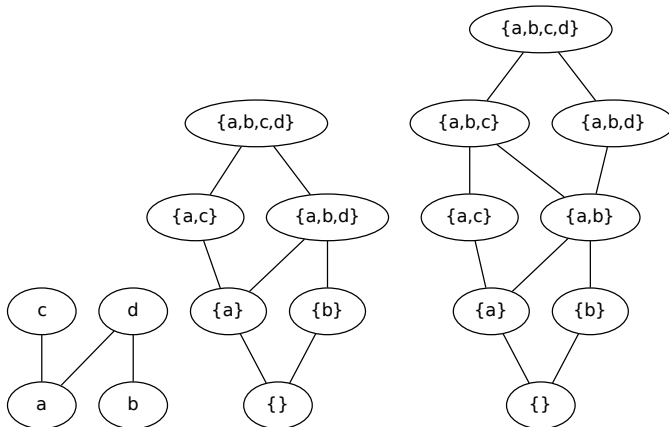 {a,b,c,d}
{a,b,c,d}
{a,b,c}
{a,b,d}
{a,c}
{a,b,d}
{a,c}
{a,b}
c
d
{a}
{b}
{a}
{b}
a
b
{}
{}